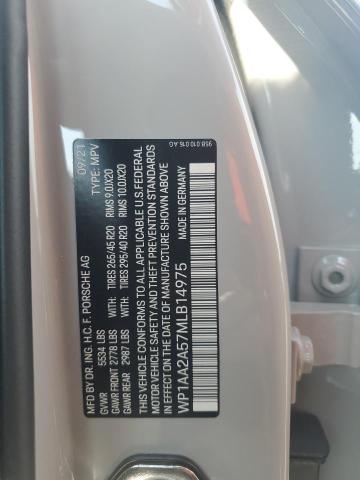 MFD. BY DR. ING. H.C. F. PORSCHE AG 09/21
GVWR 5534 LBS TYPE: MPV
GAWR FRONT 2778 LBS WITH: TIRES 265/45 R20 RIMS 9.0JX20
GAWR REAR 2987 LBS WITH: TIRES 295/40 R20 RIMS 10.0JX20
THIS VEHICLE CONFORMS TO ALL APPLICABLE U.S. FEDERAL
MOTOR VEHICLE SAFETY AND THEFT PREVENTION STANDARDS
IN EFFECT ON THE DATE OF MANUFACTURE SHOWN ABOVE
MADE IN GERMANY
WP1AA2A57MLB14975
958 010 016 AG